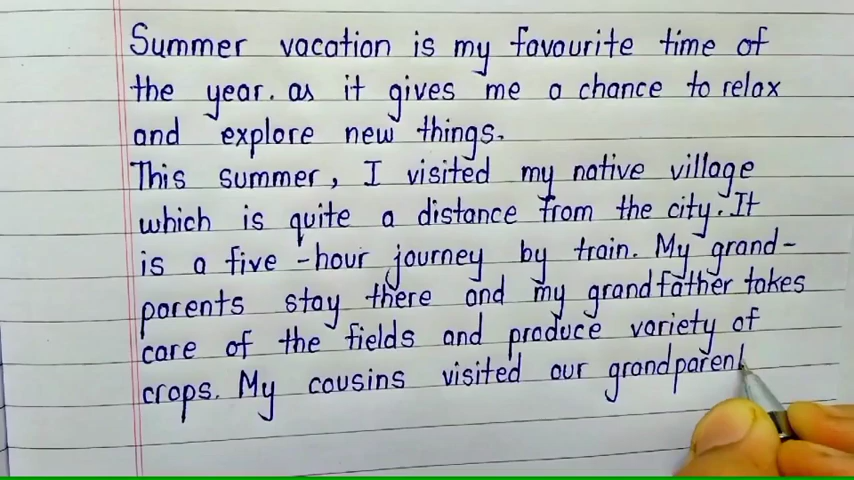 Summer vacation is my favourite time of
the year. as it gives me a chance to relax
and explore new things.
This summer, I visited my native village
which is quite a distance from the city. It
is a five-hour journey by train. My grand-
parents stay there and my grandfather takes
care of the fields and produce variety of
crops. My cousins visited our grandparent